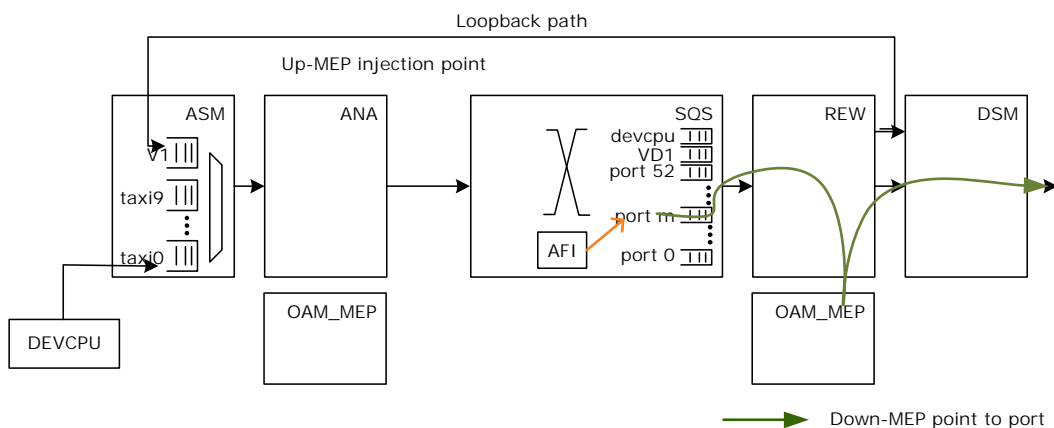 Loopback path
Up-MEP injection point
ASM
ANA
SQS
REW
DSM
devcpu
V1
VD1
port 52
taxi9
port m
AFI
taxi0
port 0
OAM_MEP
OAM_MEP
DEVCPU
Down-MEP point to port